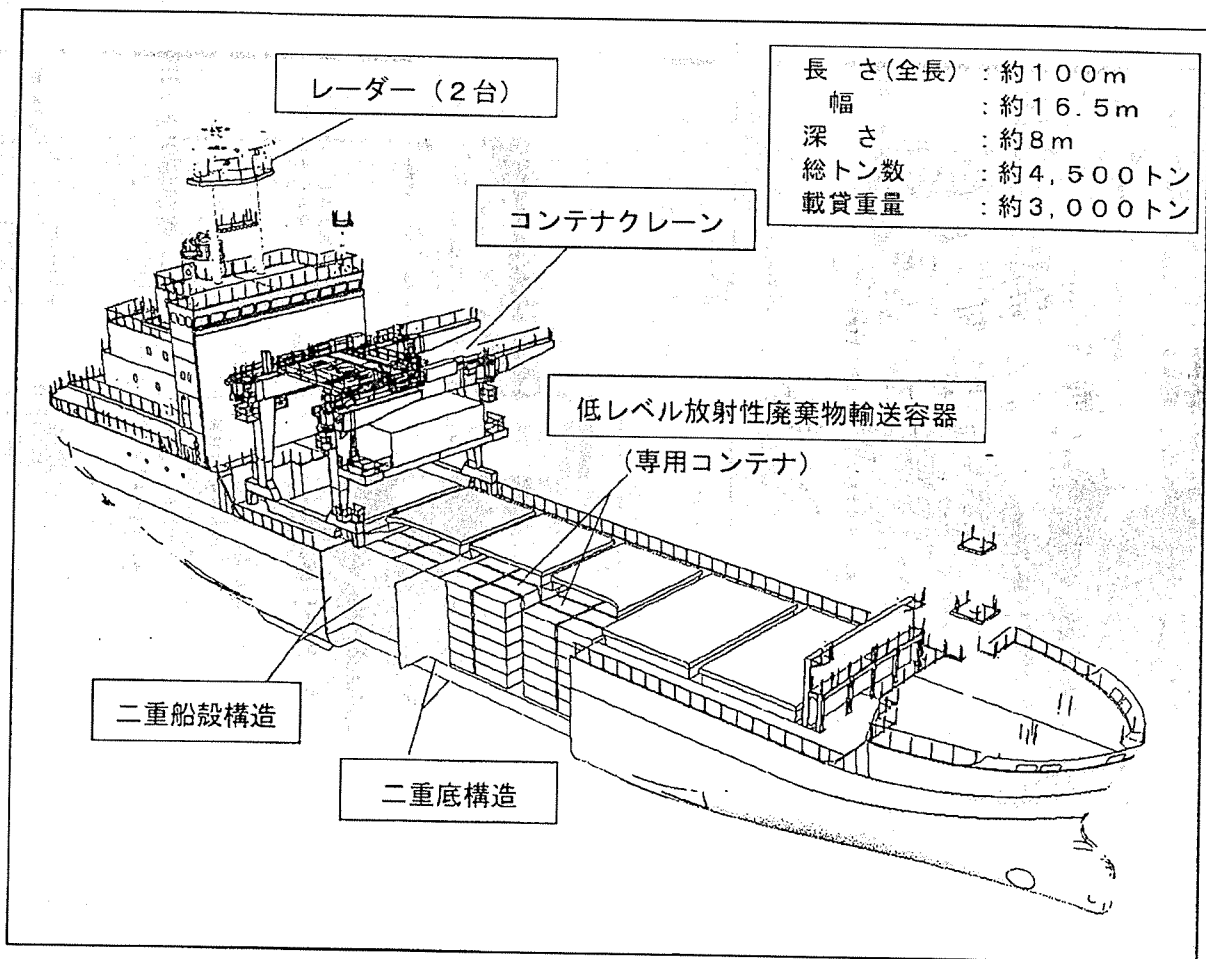 長　さ(全長)　：約１００ｍ
幅　：約１６．５ｍ
深　さ　：約８ｍ
総トン数　：約４，５００トン
載貨重量　：約３，０００トン
レーダー（２台）
コンテナクレーン
低レベル放射性廃棄物輸送容器
（専用コンテナ）
二重船殻構造
二重底構造